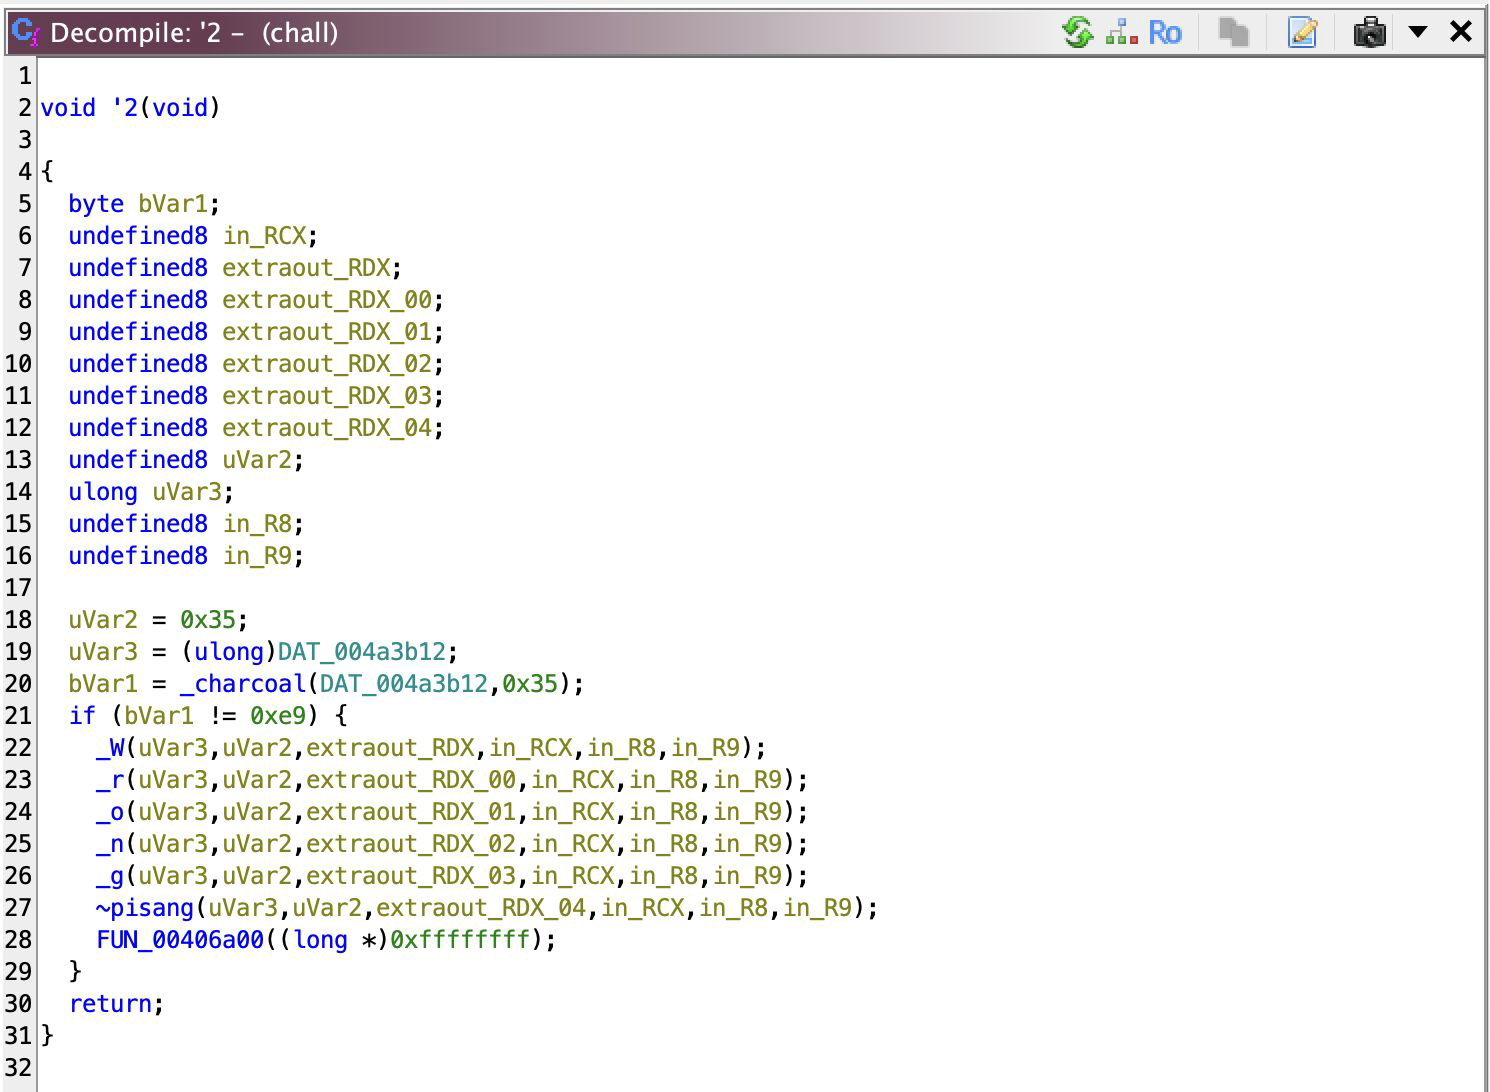 Decompile: '2 – (chall)
Ro
1
2 void '2(void)
3
4 {
5 byte bVar1;
6 undefined8 in_RCX;
7 undefined8 extraout_RDX;
8 undefined8 extraout_RDX_00;
9 undefined8 extraout_RDX_01;
10 undefined8 extraout_RDX_02;
11 undefined8 extraout_RDX_03;
12 undefined8 extraout_RDX_04;
13 undefined8 uVar2;
14 ulong uVar3;
15 undefined8 in_R8;
16 undefined8 in_R9;
17
18 uVar2 = 0x35;
19 uVar3 = (ulong)DAT_004a3b12;
20 bVar1 = _charcoal(DAT_004a3b12,0x35);
21 if (bVar1 != 0xe9) {
22 _W(uVar3,uVar2,extraout_RDX,in_RCX,in_R8,in_R9);
23 _r(uVar3,uVar2,extraout_RDX_00,in_RCX,in_R8,in_R9);
24 _o(uVar3,uVar2,extraout_RDX_01,in_RCX,in_R8,in_R9);
25 _n(uVar3,uVar2,extraout_RDX_02,in_RCX,in_R8,in_R9);
26 _g(uVar3,uVar2,extraout_RDX_03,in_RCX,in_R8,in_R9);
27 ~pisang(uVar3,uVar2,extraout_RDX_04,in_RCX,in_R8,in_R9);
28 FUN_00406a00((long *)0xffffffff);
29 }
30 return;
31 }
32